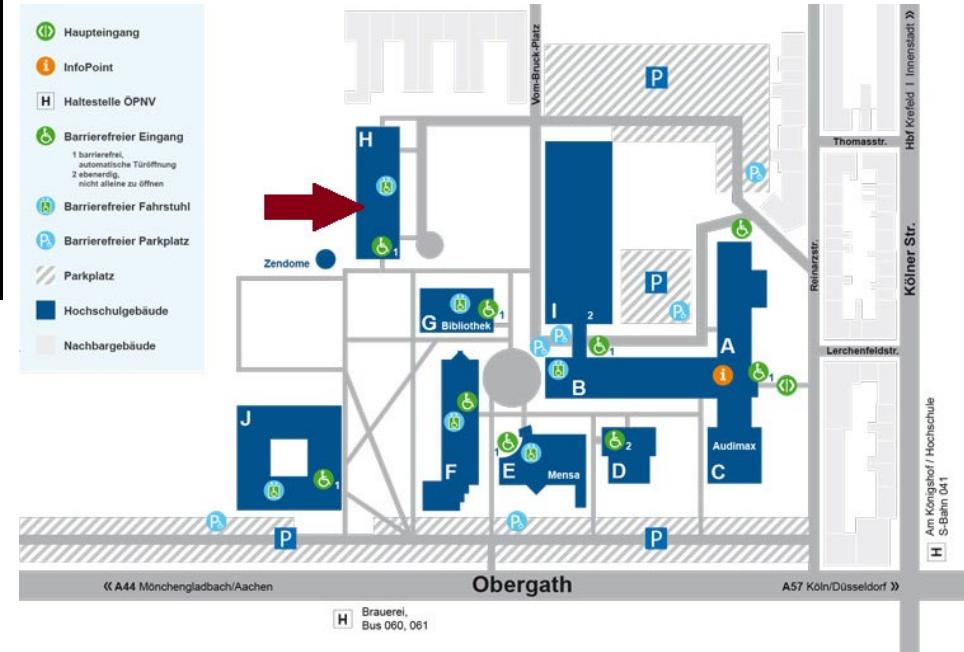 Haupteingang
i
InfoPoint
H
Haltestelle ÖPNV
Barrierefreier Eingang
1 barrierefrei,
automatische Türöffnung
2 ebenerdig,
nicht alleine zu öffnen
Barrierefreier Fahrstuhl
P
Barrierefreier Parkplatz
Parkplatz
Hochschulgebäude
Nachbargebäude
Vom-Bruck-Platz
P
Hbf Krefeld I Innenstadt »
Thomasstr.
H
P
1
Zendome
Kölner Str.
Reinarzstr.
P
P
G
Bibliothek
1
I
2
P
P
1
A
Lerchenfeldstr.
B
i
1
J
1
F
1
E
Mensa
2
D
Audimax
C
P
P
P
P
Am Königshof / Hochschule
S-Bahn 041
H
« A44 Mönchengladbach/Aachen
Obergath
A57 Köln/Düsseldorf »
H
Brauerei,
Bus 060, 061